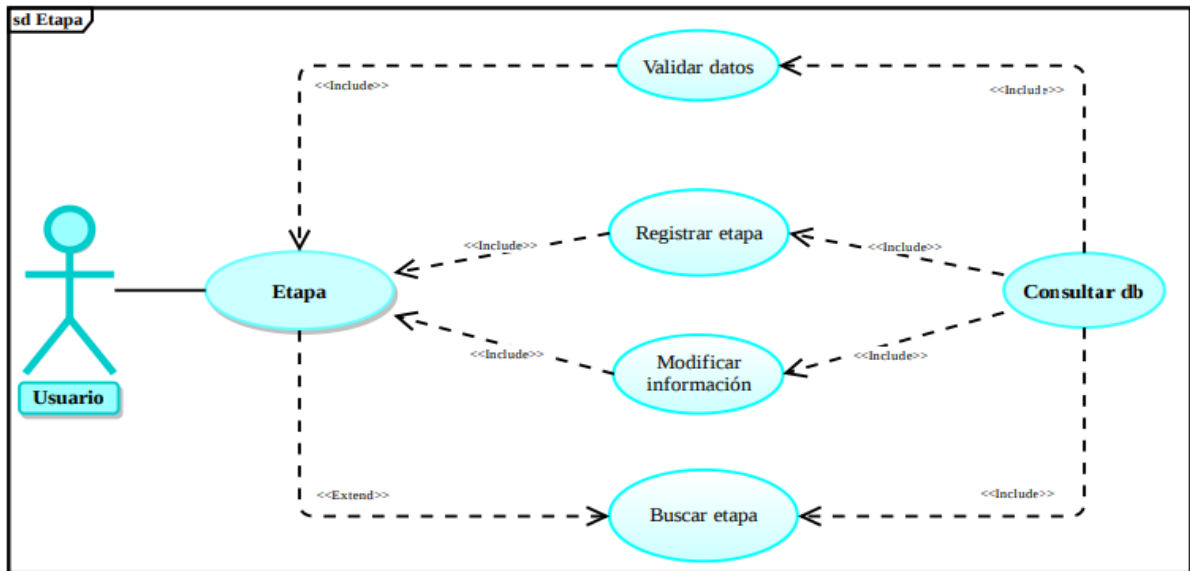 sd Etapa
Validar datos
<<Include>>
<<Include>>
Registrar etapa
<<Include>>
<<Include>>
Etapa
Consultar db
<<Include>>
<<Include>>
Modificar
información
Usuario
<<Extend>>
<<Include>>
Buscar etapa